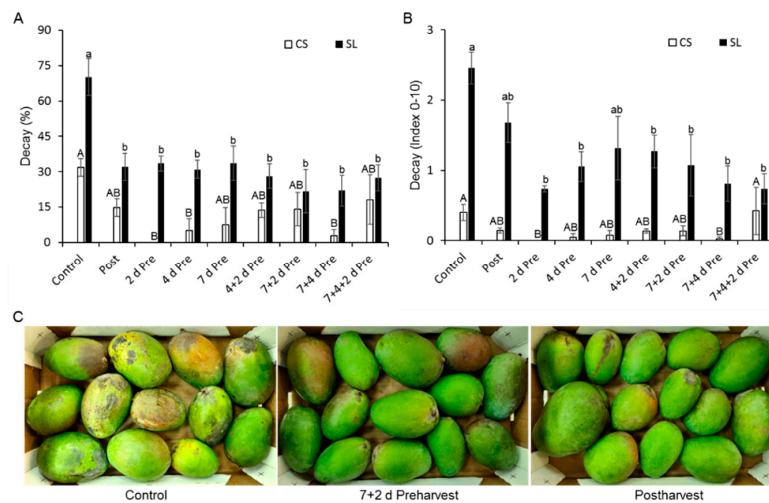 A
CS SL
Decay (%)
90
75
60
45
30
15
0
A a
AB b
B b
B b
AB b
AB b
AB b
B b
AB b
Control
Post
2 d Pre
4 d Pre
7 d Pre
4+2 d Pre
7+2 d Pre
7+4 d Pre
7+4+2 d Pre
B
CS SL
Decay (Index 0-10)
3
2
1
0
A a
AB ab
B b
AB b
AB ab
AB b
AB b
B b
A b
Control
Post
2 d Pre
4 d Pre
7 d Pre
4+2 d Pre
7+2 d Pre
7+4 d Pre
7+4+2 d Pre
C
Control
7+2 d Preharvest
Postharvest